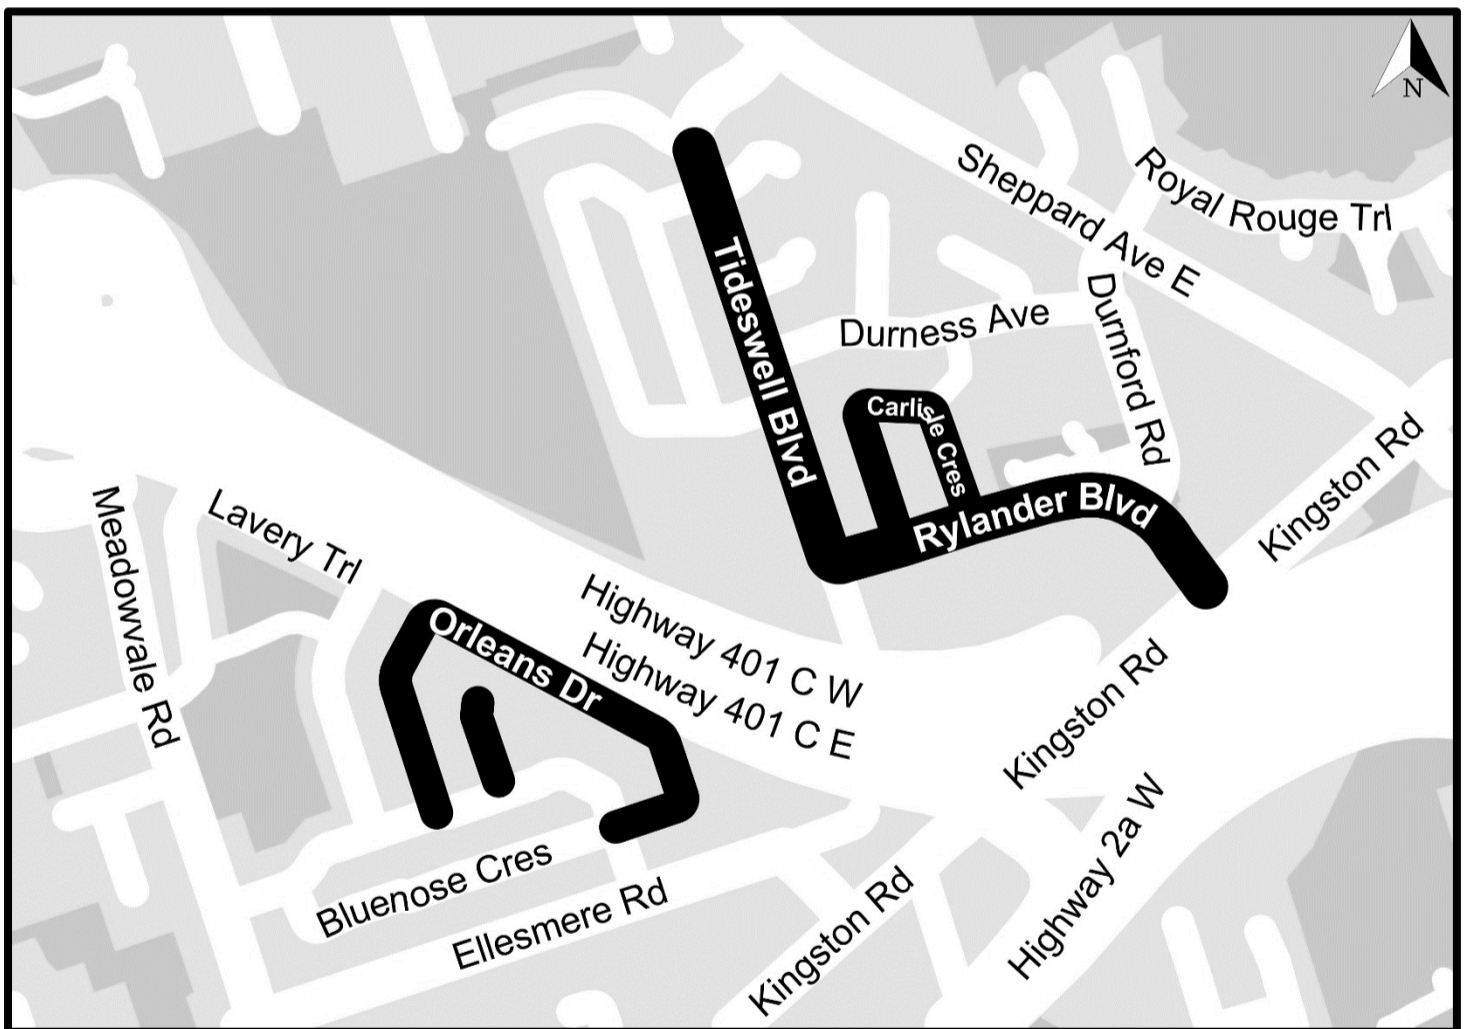 N
Sheppard Ave E
Royal Rouge Trl
Tideswell Blvd
Durness Ave
Durnford Rd
Carlisle Cres
Rylander Blvd
Kingston Rd
Meadowvale Rd
Lavery Trl
Orleans Dr
Highway 401 C W
Highway 401 C E
Kingston Rd
Highway 2a W
Bluenose Cres
Ellesmere Rd
Kingston Rd